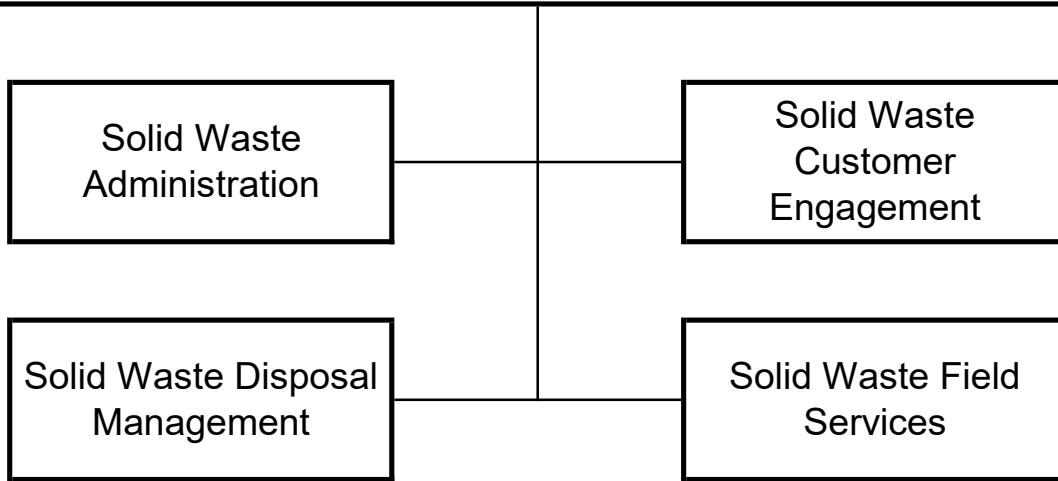 Solid Waste
Administration
Solid Waste
Customer
Engagement
Solid Waste Disposal
Management
Solid Waste Field
Services